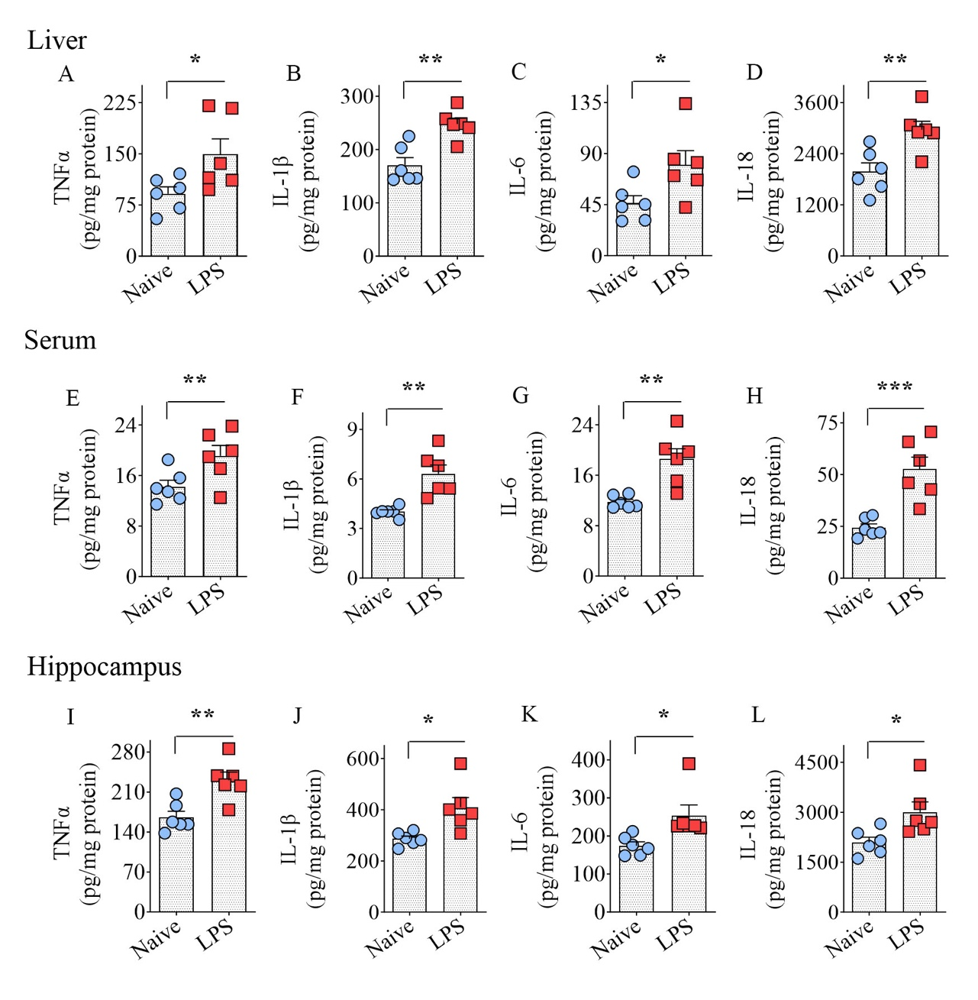 Liver
A
*
TNFα
(pg/mg protein)
225
150
75
0
Naive
LPS
B
**
IL-1β
(pg/mg protein)
300
200
100
0
Naive
LPS
C
*
IL-6
(pg/mg protein)
135
90
45
0
Naive
LPS
D
**
IL-18
(pg/mg protein)
3600
2400
1200
0
Naive
LPS
Serum
E
**
TNFα
(pg/mg protein)
24
16
8
0
Naive
LPS
F
**
IL-1β
(pg/mg protein)
9
6
3
0
Naive
LPS
G
**
IL-6
(pg/mg protein)
24
16
8
0
Naive
LPS
H
***
IL-18
(pg/mg protein)
75
50
25
0
Naive
LPS
Hippocampus
I
**
TNFα
(pg/mg protein)
280
210
140
70
0
Naive
LPS
J
*
IL-1β
(pg/mg protein)
600
400
200
0
Naive
LPS
K
*
IL-6
(pg/mg protein)
400
300
200
100
0
Naive
LPS
L
*
IL-18
(pg/mg protein)
4500
3000
1500
0
Naive
LPS